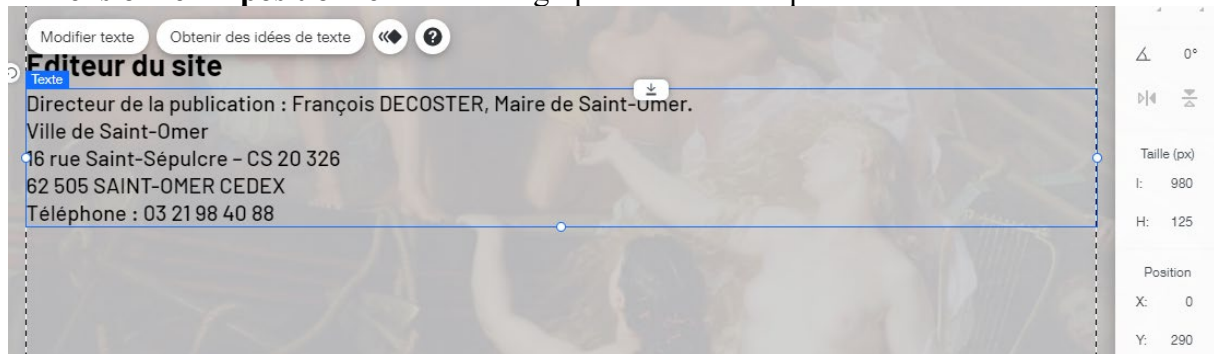 Modifier texte
Obtenir des idées de texte
?
Editeur du site
Texte
Directeur de la publication : François DECOSTER, Maire de Saint-Omer.
Ville de Saint-Omer
16 rue Saint-Sépulcre – CS 20 326
62 505 SAINT-OMER CEDEX
Téléphone : 03 21 98 40 88
0°
Taille (px)
l: 980
H: 125
Position
X: 0
Y: 290